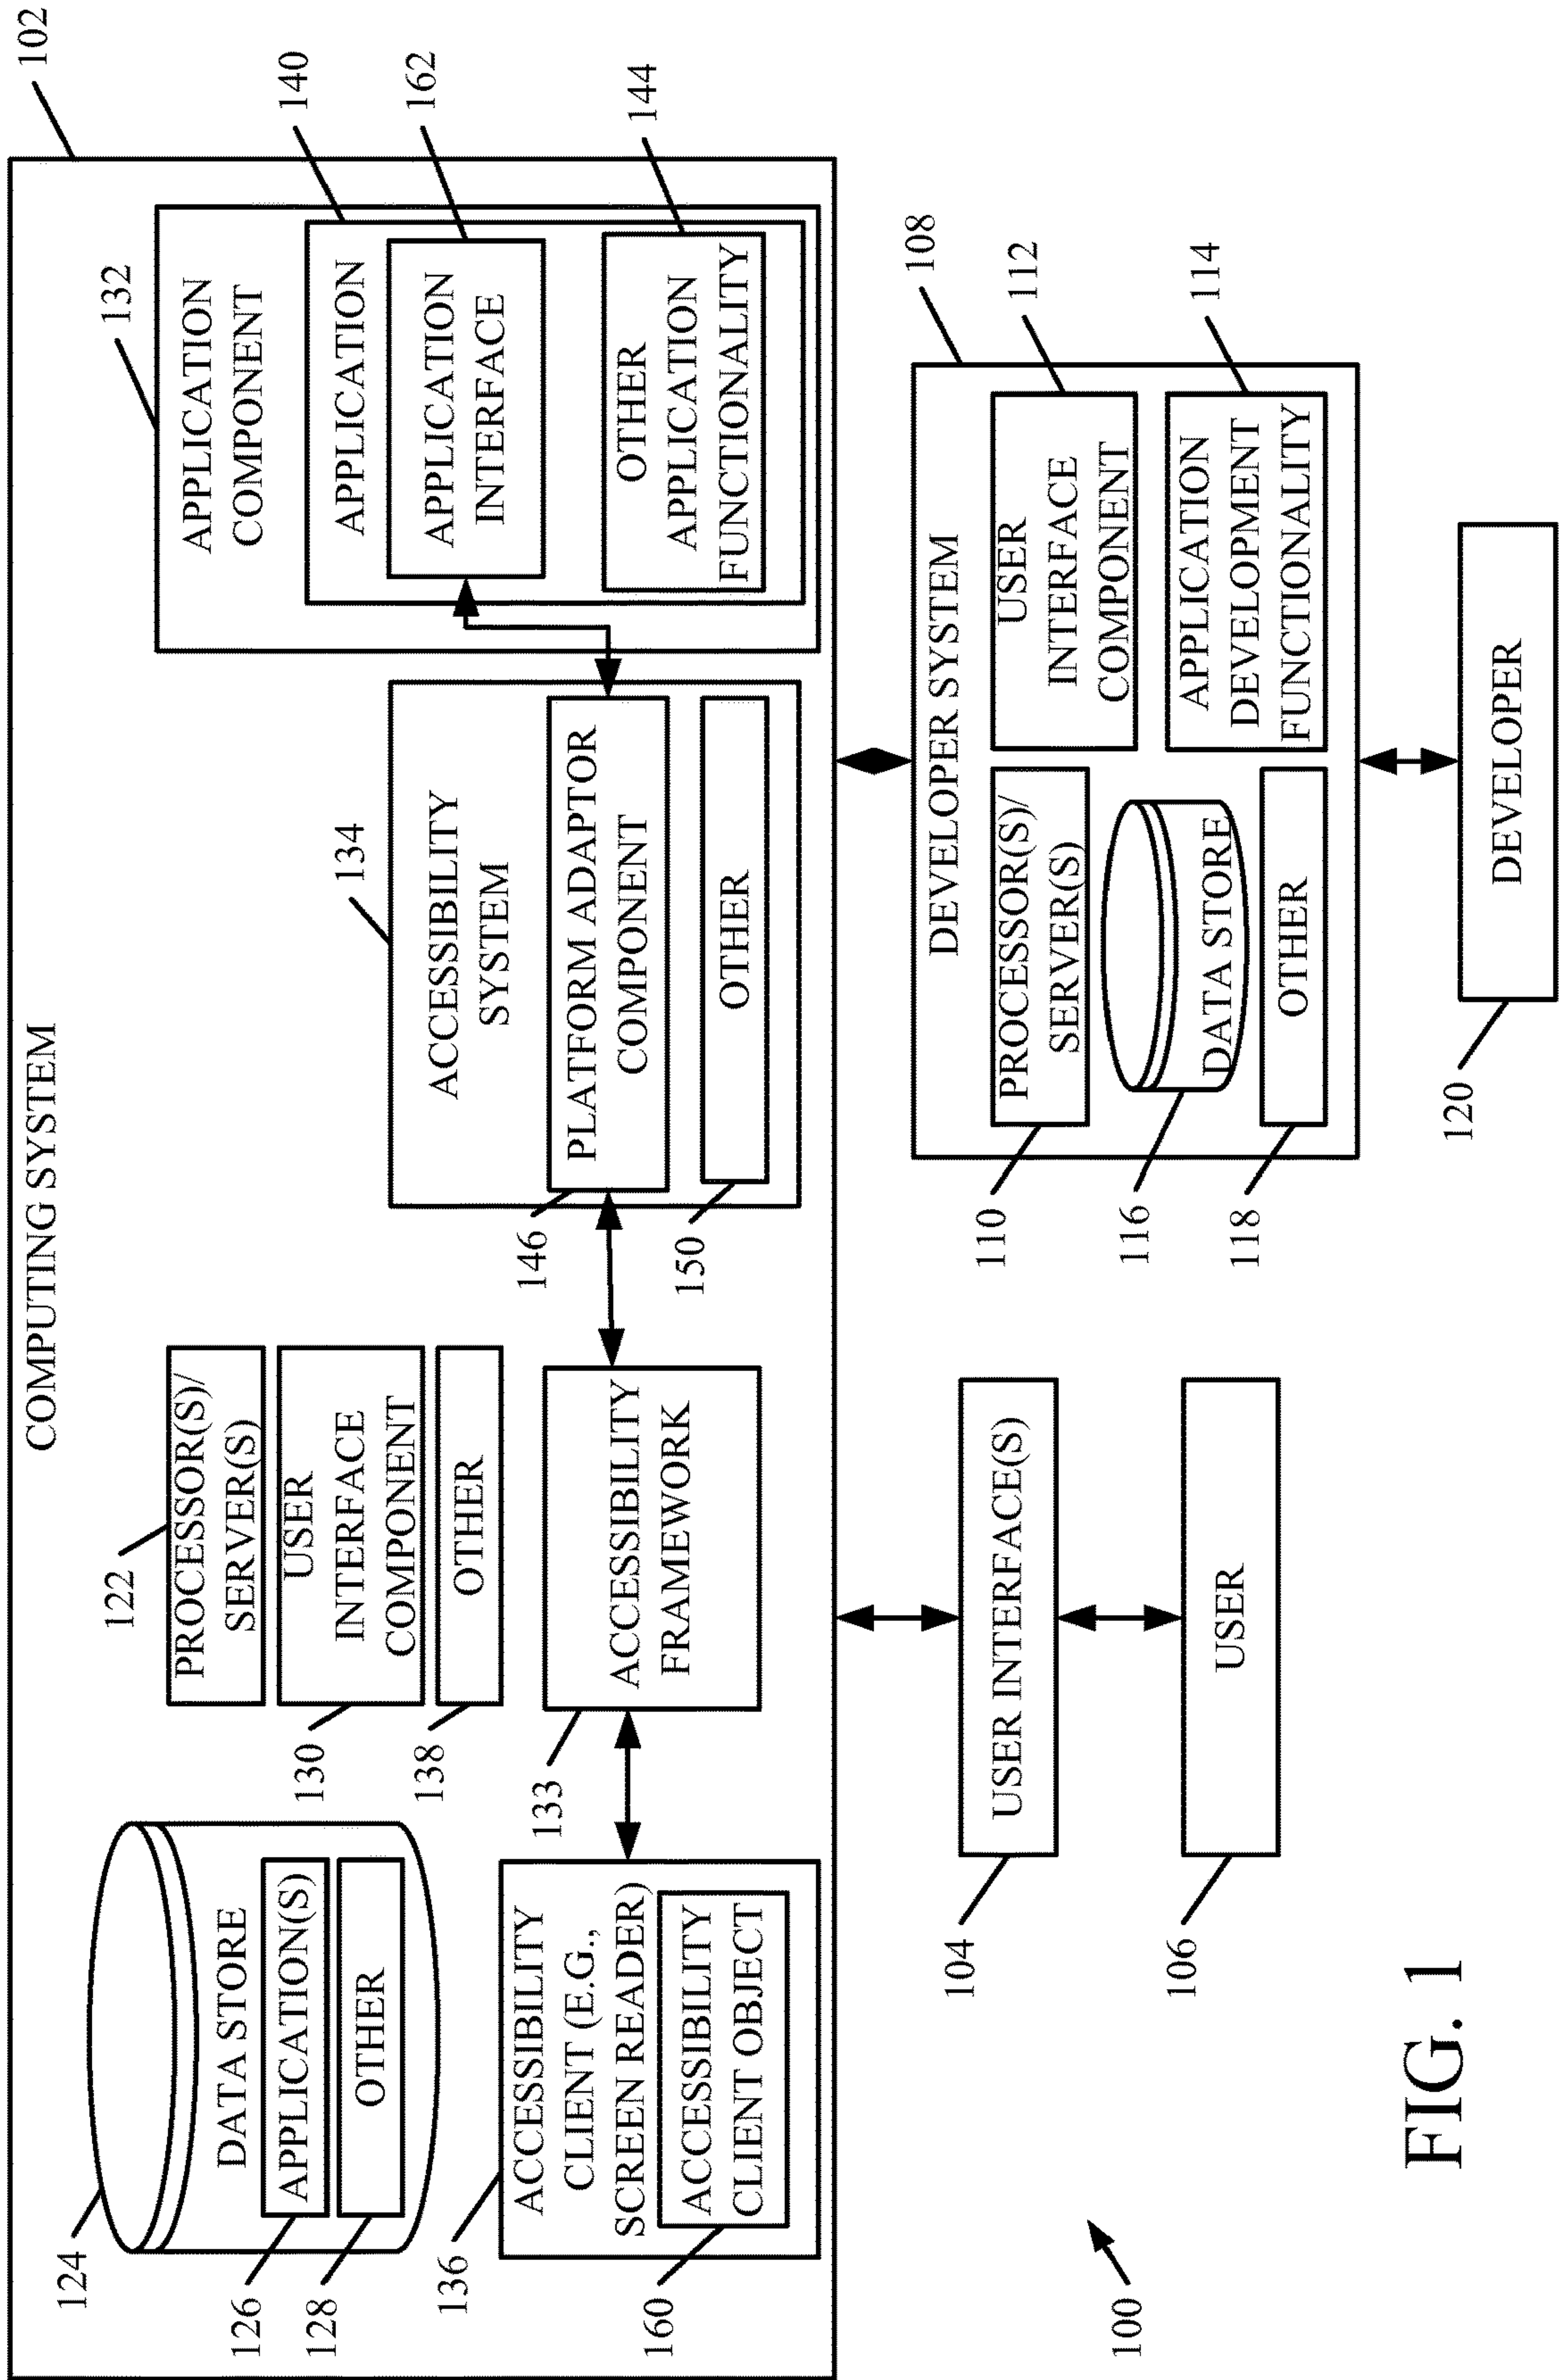 COMPUTING SYSTEM
102
124
DATA STORE
126
APPLICATION(S)
128
OTHER
122
PROCESSOR(S)/
SERVER(S)
130
USER
INTERFACE
COMPONENT
138
OTHER
136
ACCESSIBILITY
CLIENT (E.G.,
SCREEN READER)
160
ACCESSIBILITY
CLIENT OBJECT
133
ACCESSIBILITY
FRAMEWORK
134
ACCESSIBILITY
SYSTEM
146
PLATFORM ADAPTOR
COMPONENT
150
OTHER
132
APPLICATION
COMPONENT
140
APPLICATION
162
APPLICATION
INTERFACE
144
OTHER
APPLICATION
FUNCTIONALITY
104
USER INTERFACE(S)
106
USER
108
DEVELOPER SYSTEM
110
PROCESSOR(S)/
SERVER(S)
112
USER
INTERFACE
COMPONENT
116
DATA STORE
114
APPLICATION
DEVELOPMENT
FUNCTIONALITY
118
OTHER
120
DEVELOPER
100
FIG. 1